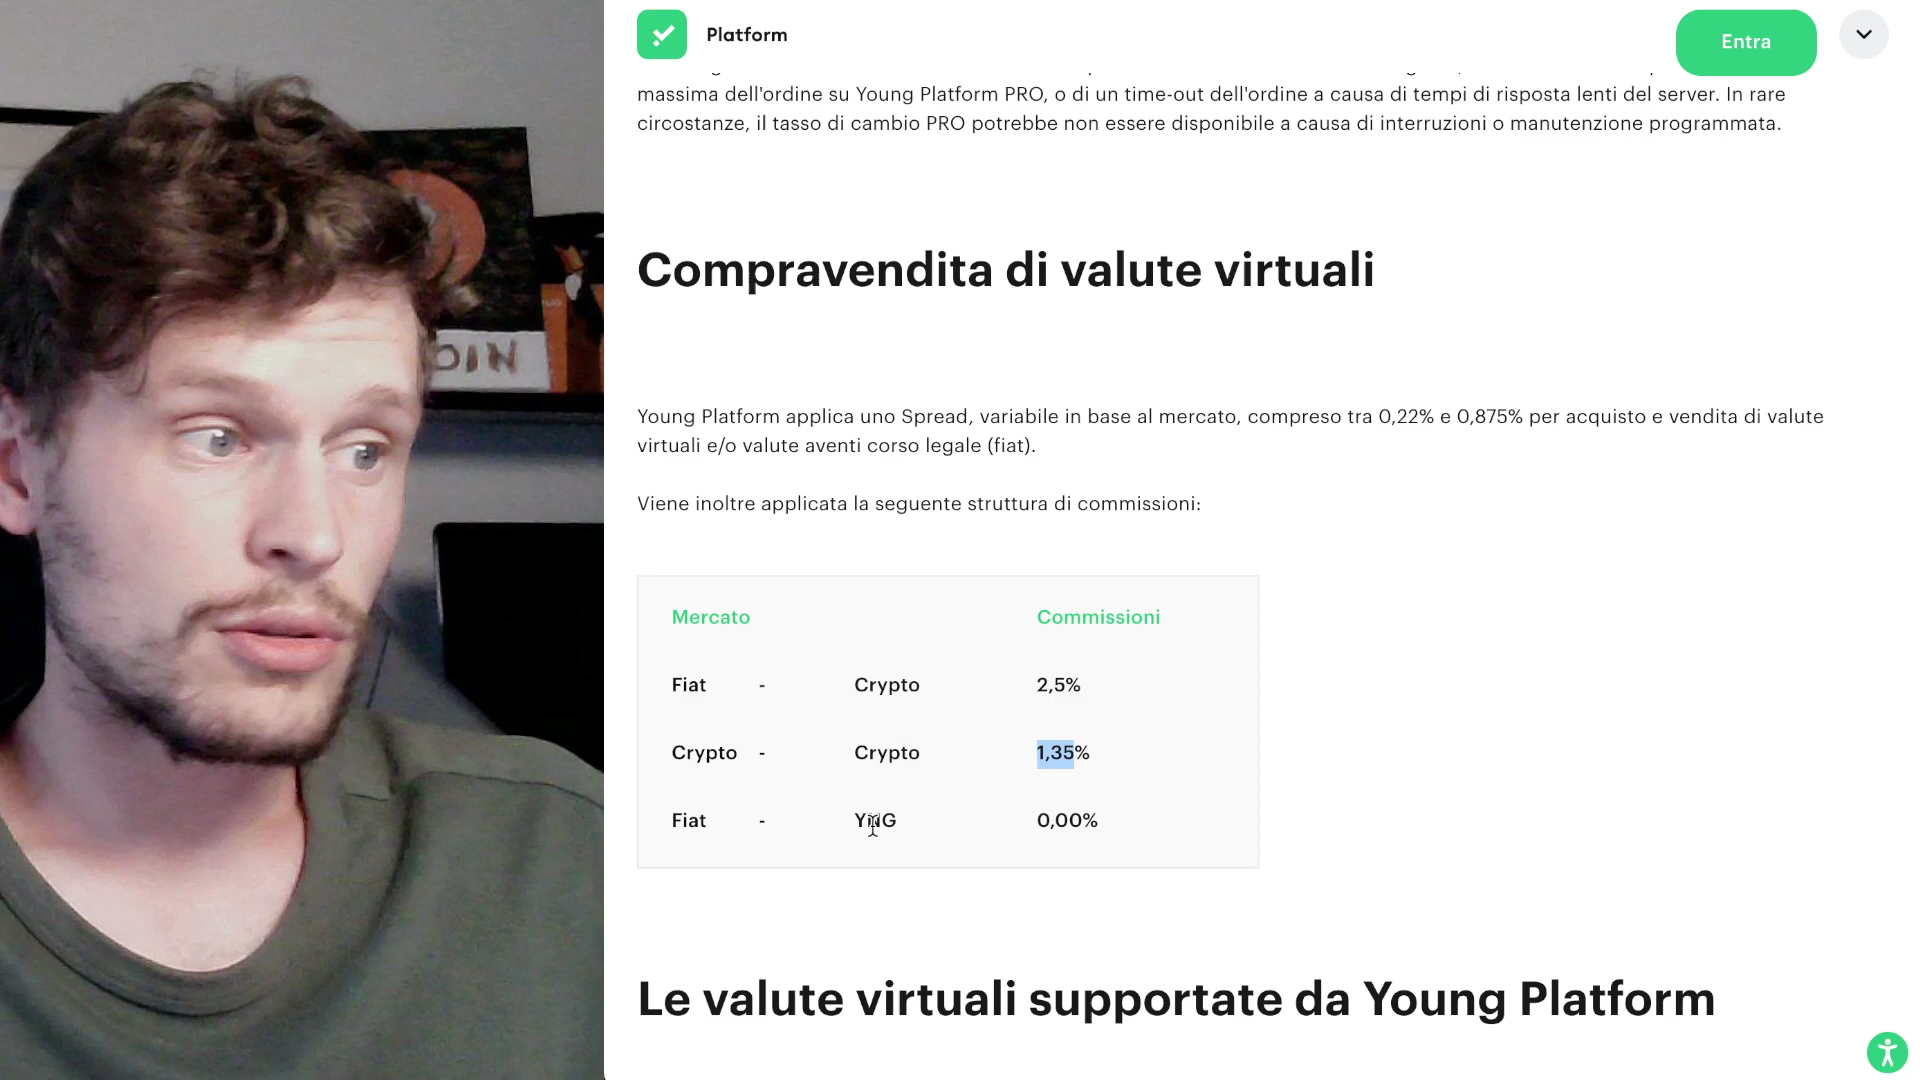 Platform
Entra
massima dell'ordine su Young Platform PRO, o di un time-out dell'ordine a causa di tempi di risposta lenti del server. In rare
circostanze, il tasso di cambio PRO potrebbe non essere disponibile a causa di interruzioni o manutenzione programmata.
Compravendita di valute virtuali
Young Platform applica uno Spread, variabile in base al mercato, compreso tra 0,22% e 0,875% per acquisto e vendita di valute
virtuali e/o valute aventi corso legale (fiat).
Viene inoltre applicata la seguente struttura di commissioni:
Mercato Commissioni
Fiat - Crypto 2,5%
Crypto - Crypto 1,35%
Fiat - YNG 0,00%
Le valute virtuali supportate da Young Platform
OIN